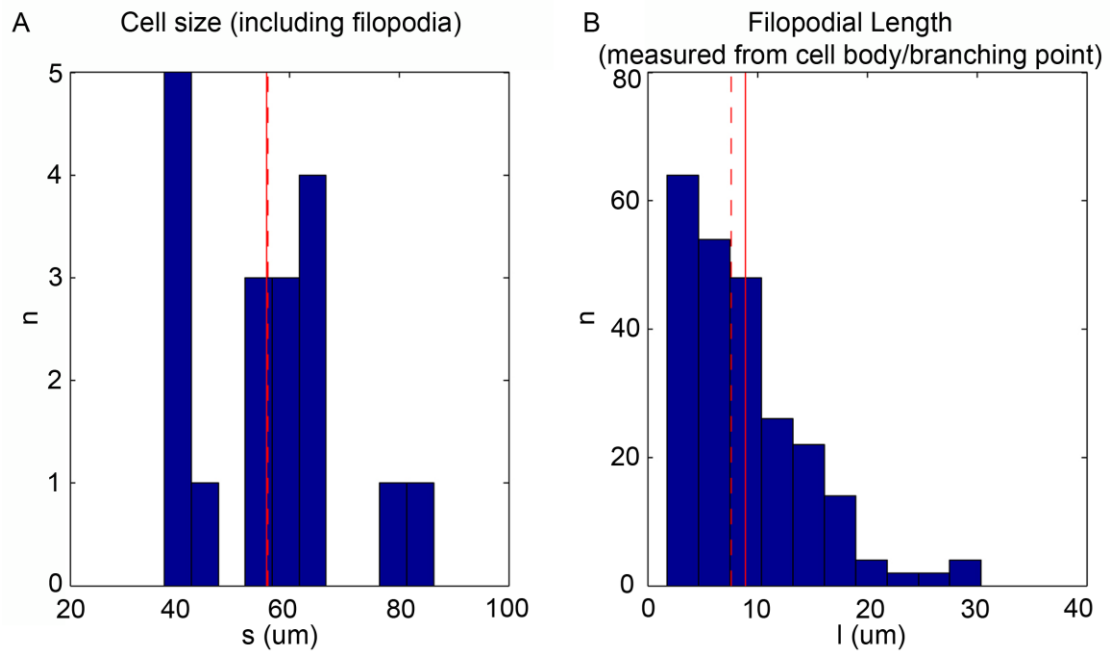 A
Cell size (including filopodia)
5
4
3
2
1
0
n
20
40
60
80
100
s (um)
B
Filopodial Length
(measured from cell body/branching point)
80
60
40
20
0
n
0
10
20
30
40
l (um)